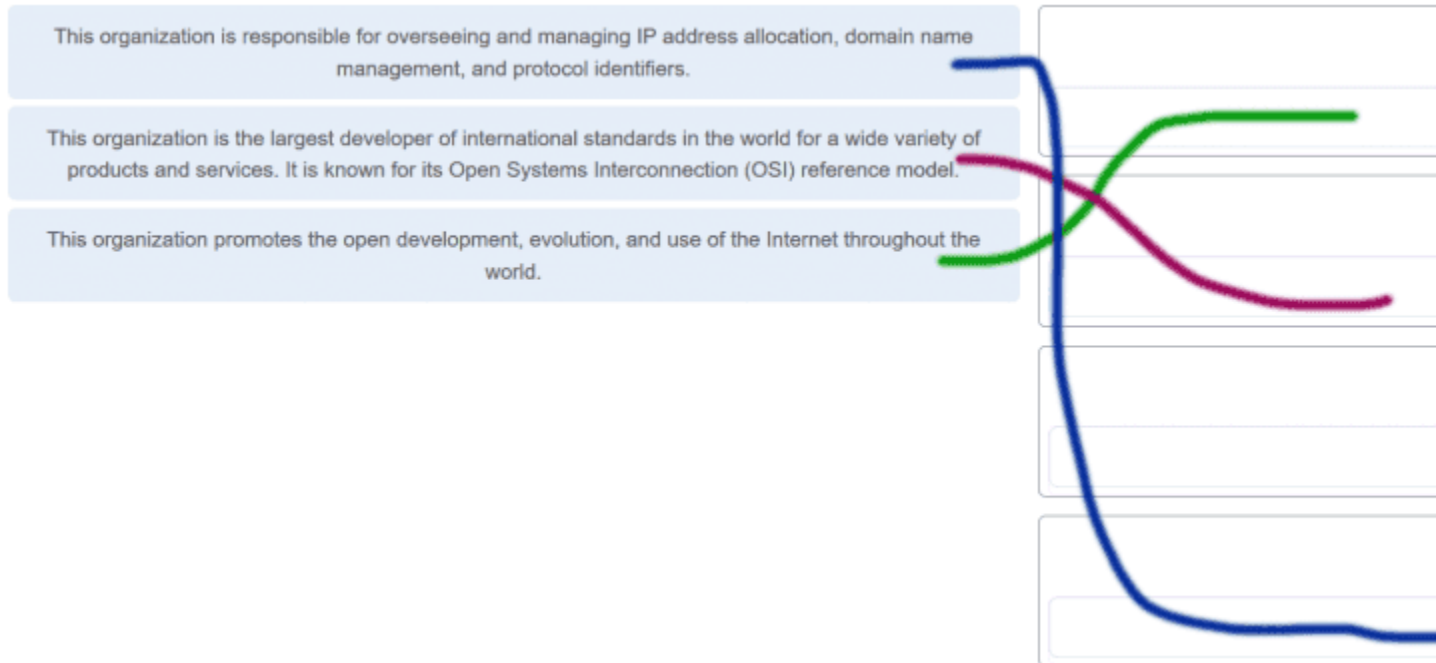 This organization is responsible for overseeing and managing IP address allocation, domain name
management, and protocol identifiers.
This organization is the largest developer of international standards in the world for a wide variety of
products and services. It is known for its Open Systems Interconnection (OSI) reference model.
This organization promotes the open development, evolution, and use of the Internet throughout the
world.